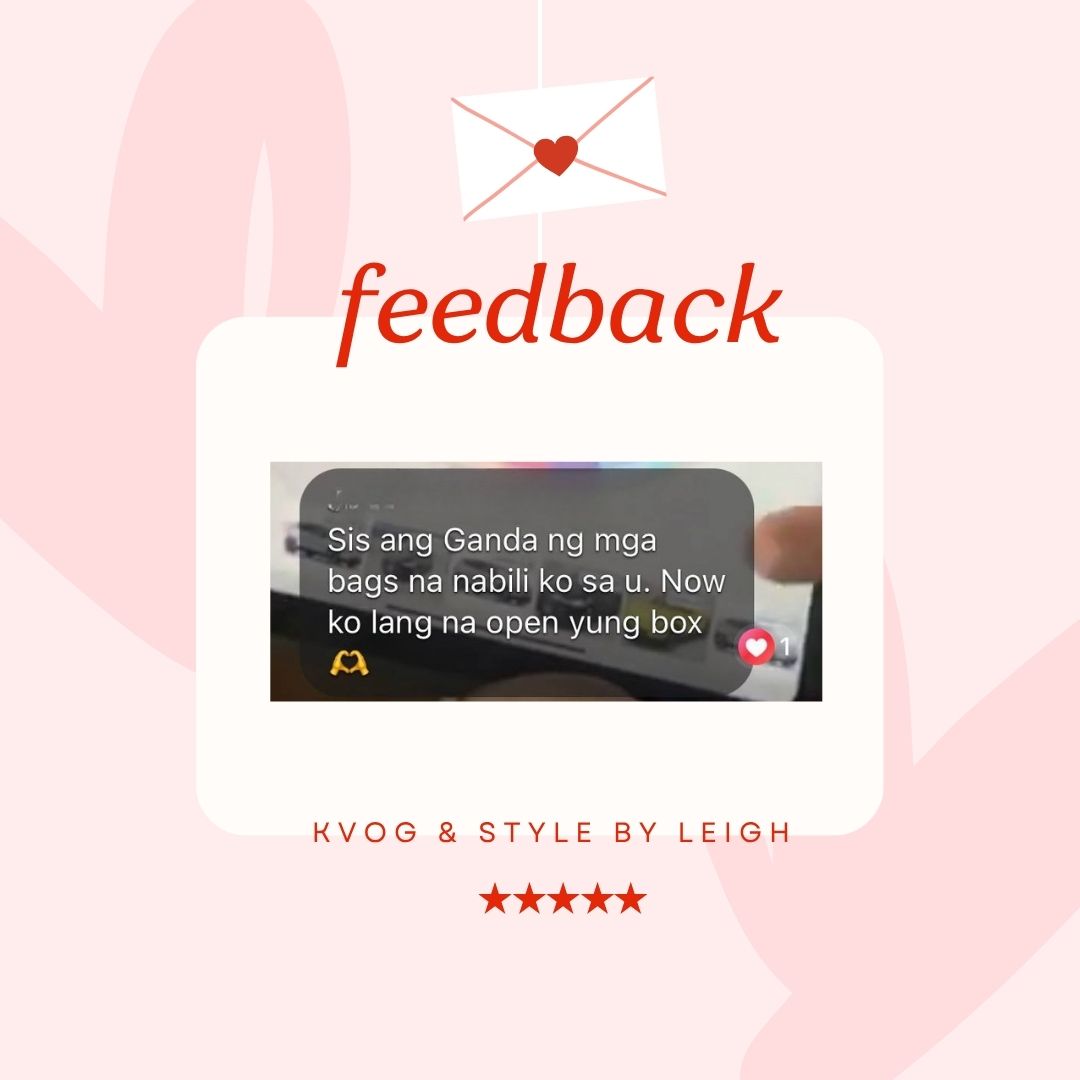 feedback
Sis ang Ganda ng mga
bags na nabili ko sa u. Now
ko lang na open yung box
🫶
1
KVOG & STYLE BY LEIGH
★★★★★